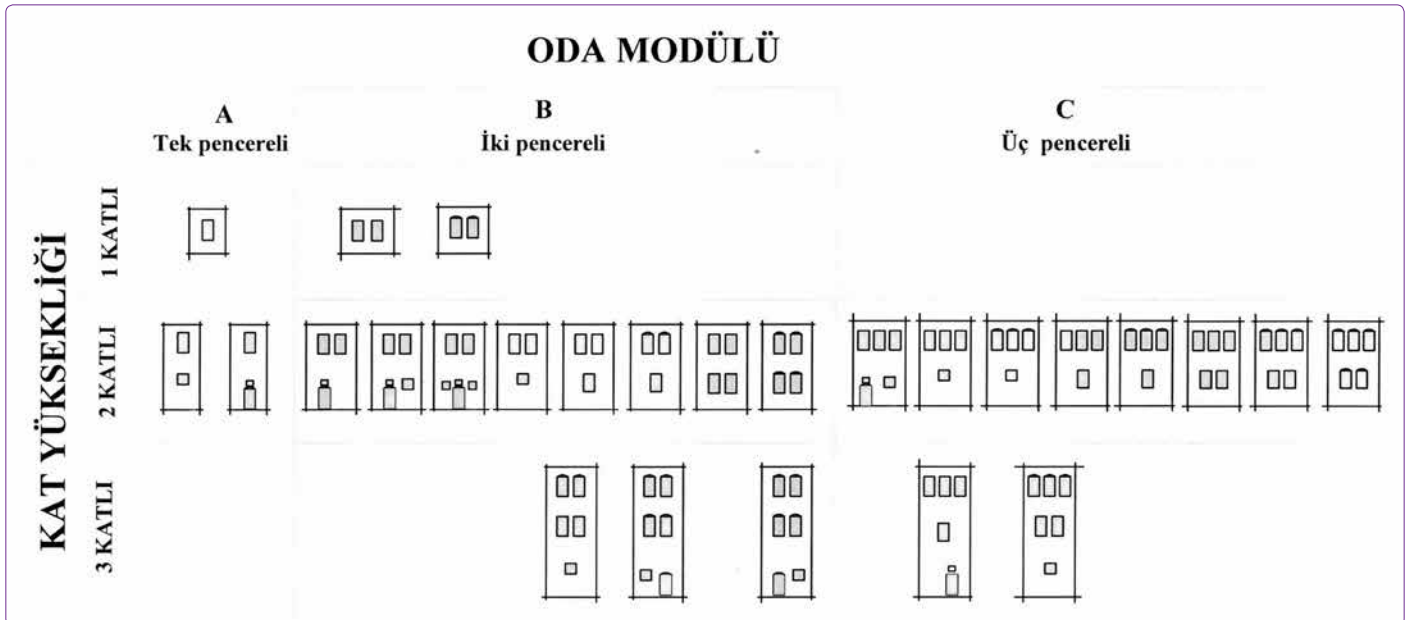 ODA MODÜLÜ
A
Tek pencereli
B
İki pencereli
C
Üç pencereli
KAT YÜKSEKLİĞİ
1 KATLI
2 KATLI
3 KATLI